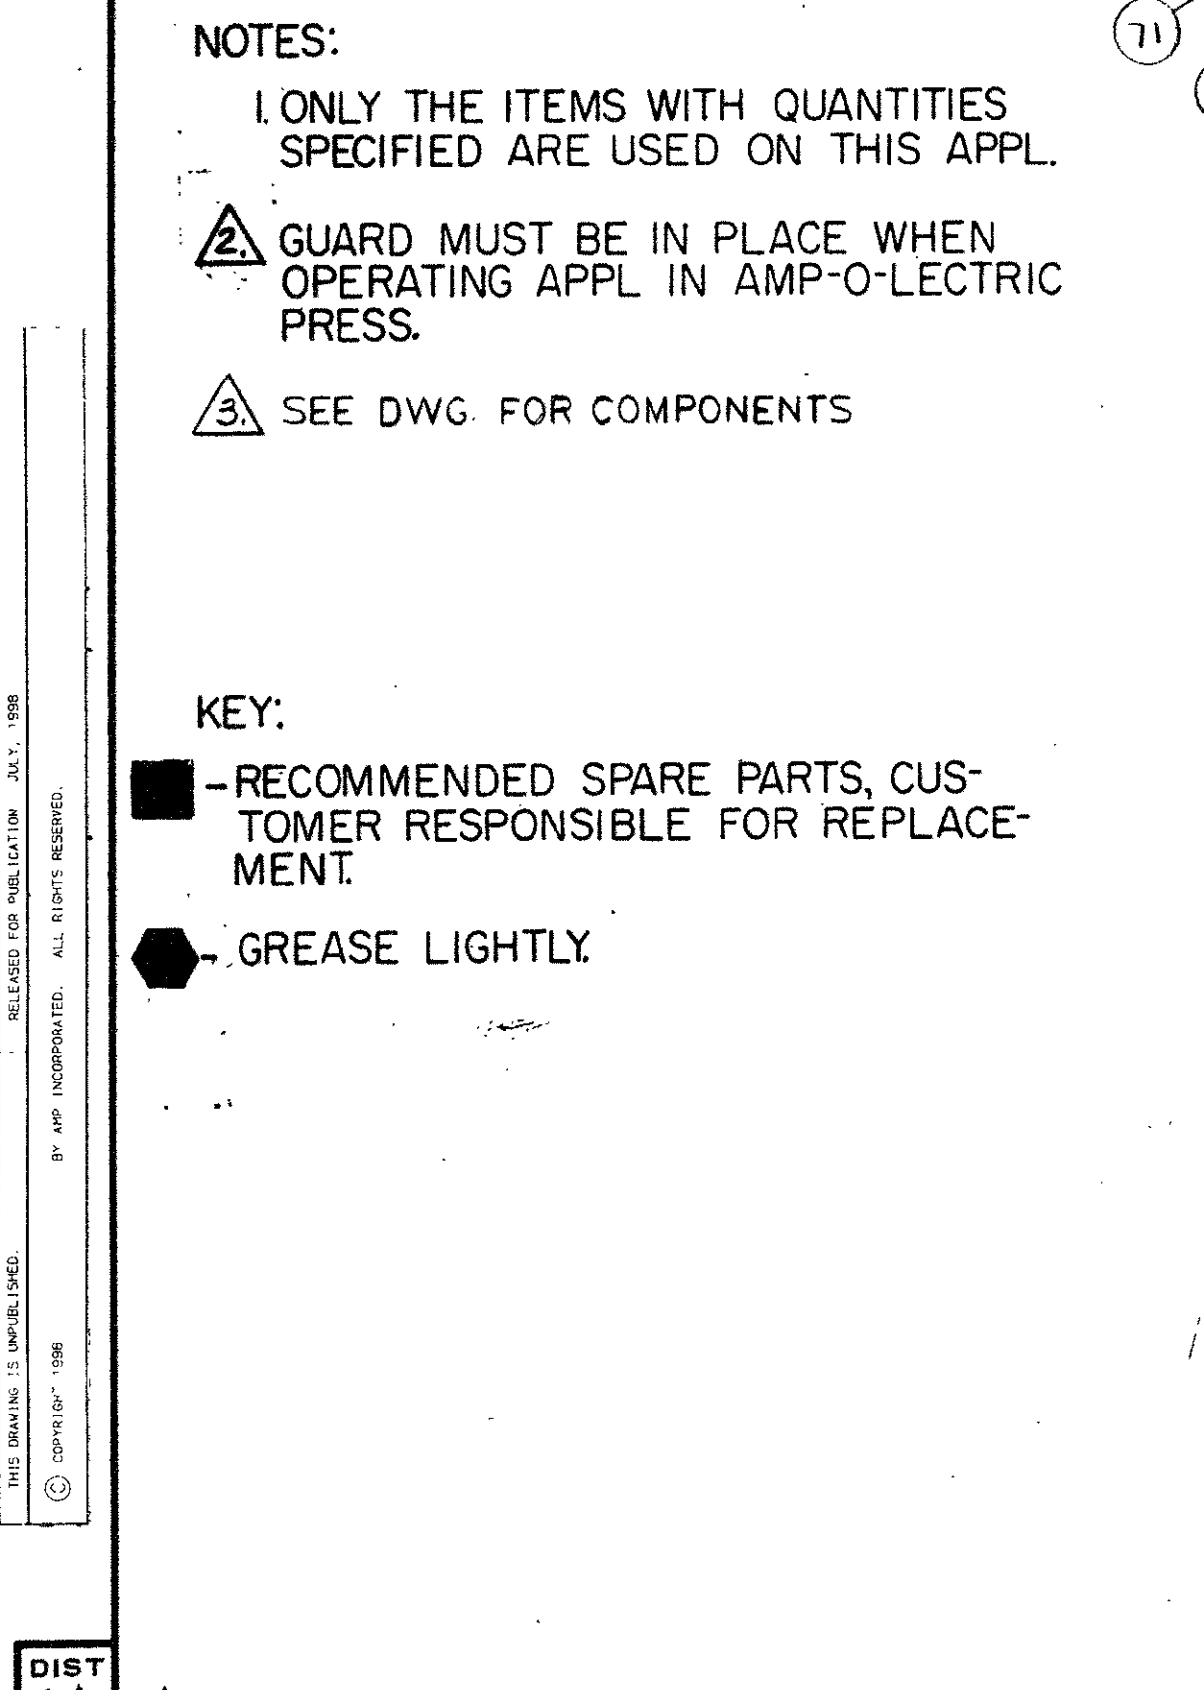 71
NOTES:
1. ONLY THE ITEMS WITH QUANTITIES
SPECIFIED ARE USED ON THIS APPL.
2. GUARD MUST BE IN PLACE WHEN
OPERATING APPL IN AMP-O-LECTRIC
PRESS.
3. SEE DWG. FOR COMPONENTS
KEY:
- RECOMMENDED SPARE PARTS, CUS-
TOMER RESPONSIBLE FOR REPLACE-
MENT.
- GREASE LIGHTLY.
THIS DRAWING IS UNPUBLISHED. RELEASED FOR PUBLICATION JULY, 1998
© COPYRIGHT 1998 BY AMP INCORPORATED. ALL RIGHTS RESERVED.
DIST